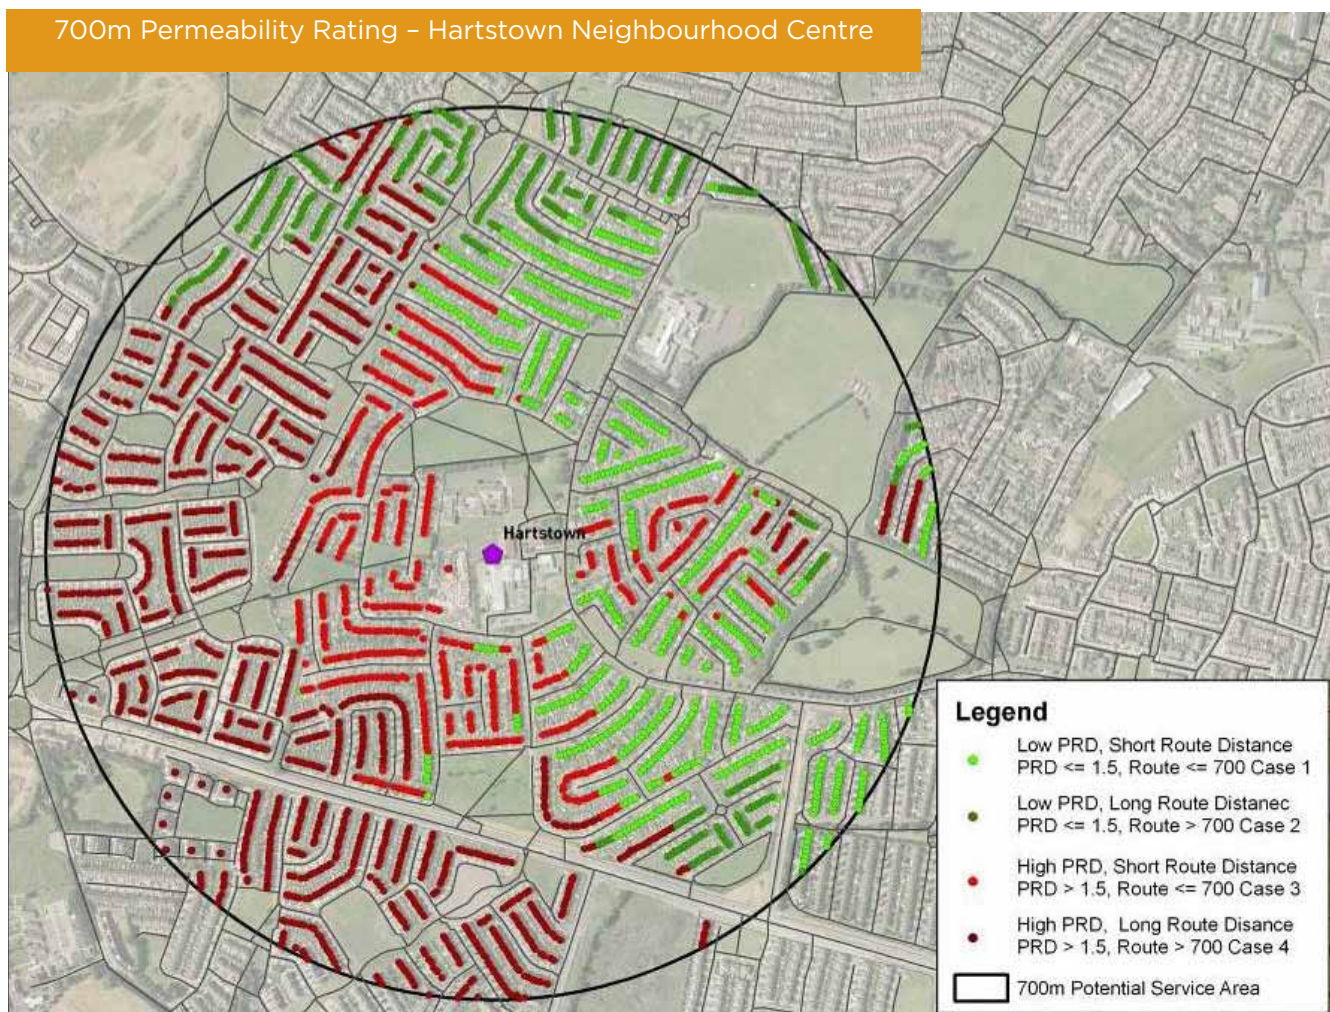 700m Permeability Rating – Hartstown Neighbourhood Centre
Hartstown
Legend
Low PRD, Short Route Distance
PRD <= 1.5, Route <= 700 Case 1
Low PRD, Long Route Distanec
PRD <= 1.5, Route > 700 Case 2
High PRD, Short Route Distance
PRD > 1.5, Route <= 700 Case 3
High PRD, Long Route Disance
PRD > 1.5, Route > 700 Case 4
700m Potential Service Area